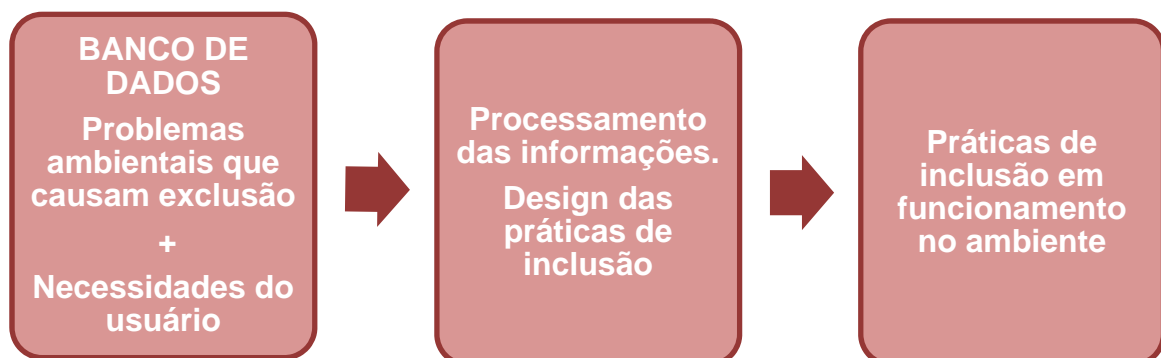 BANCO DE
DADOS
Problemas
ambientais que
causam exclusão
+
Necessidades do
usuário
Processamento
das informações.
Design das
práticas de
inclusão
Práticas de
inclusão em
funcionamento
no ambiente